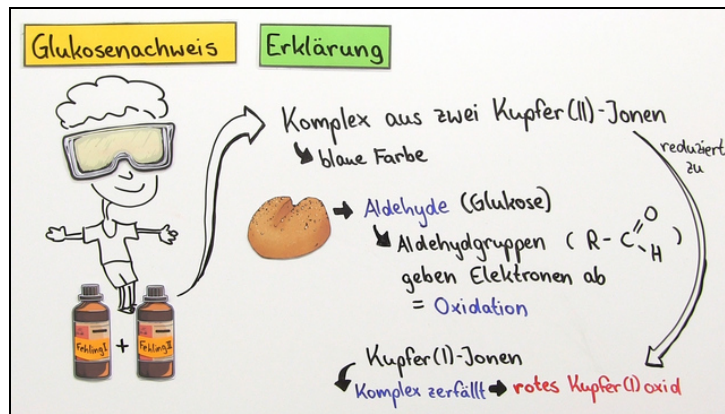 Glukosenachweis
Erklärung
Komplex aus zwei Kupfer(II)-Jonen
blaue Farbe
reduziert
zu
Aldehyde (Glukose)
Aldehydgruppen (R-C O H)
geben Elektronen ab
= Oxidation
Fehling I + Fehling II
Kupfer(I)-Jonen
Komplex zerfällt rotes Kupfer(I)oxid